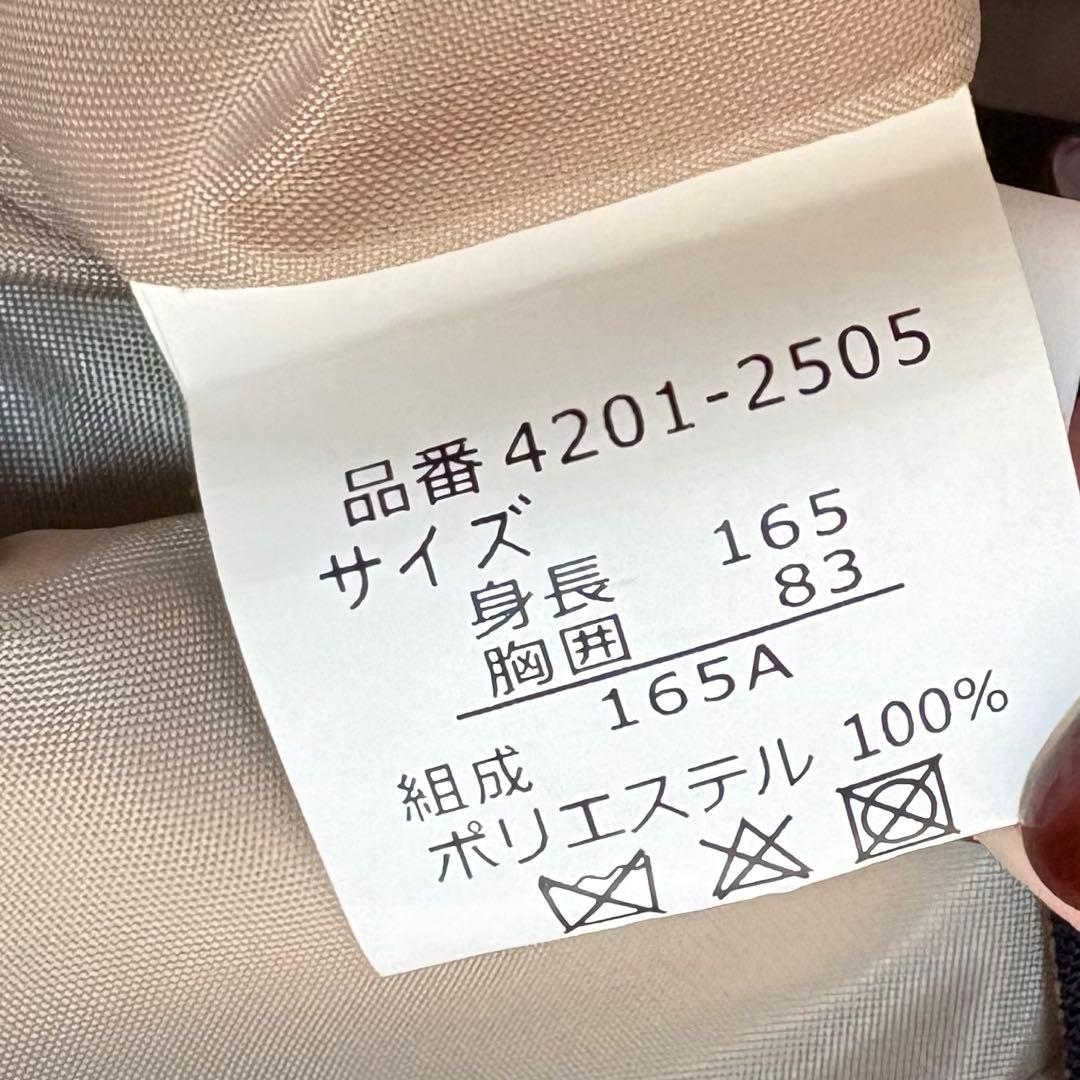 品番 4201-2505
サイズ
身長 165
胸囲 83
165A
組成
ポリエステル 100%